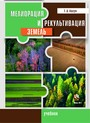 МЕЛИОРАЦИЯ
И РЕКУЛЬТИВАЦИЯ
ЗЕМЕЛЬ
учебник